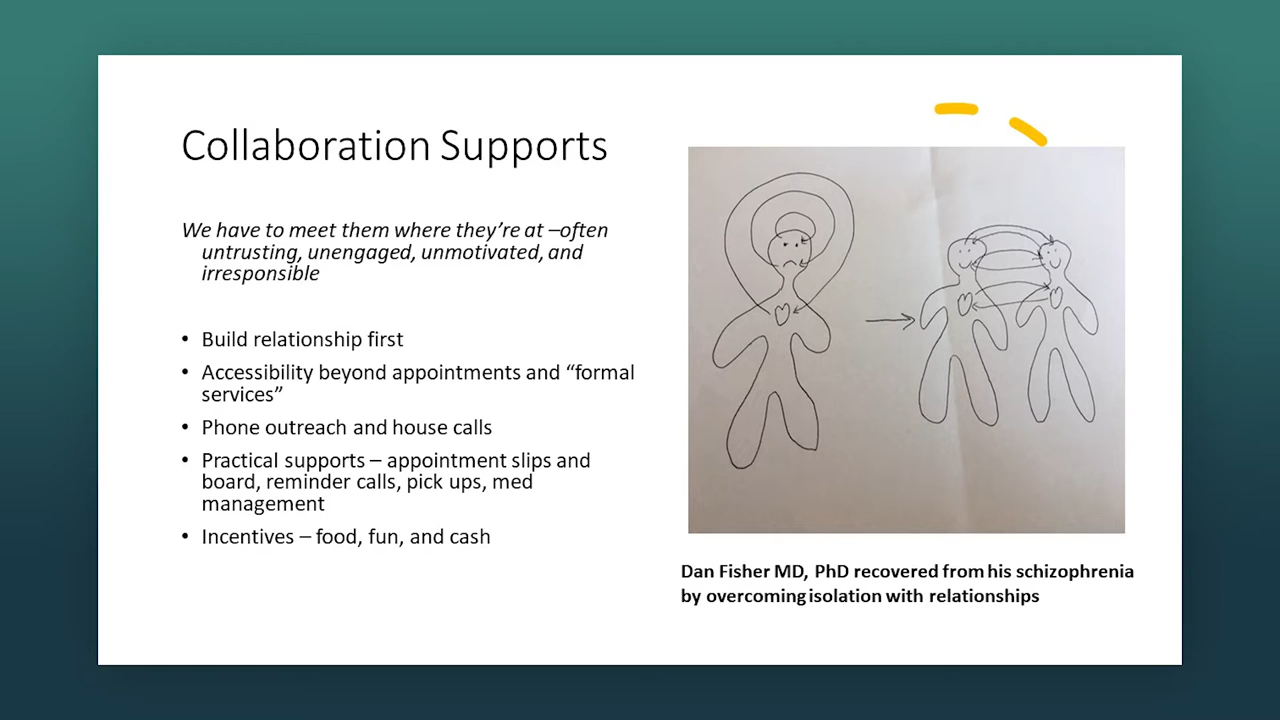 Collaboration Supports
We have to meet them where they’re at –often
untrusting, unengaged, unmotivated, and
irresponsible
• Build relationship first
• Accessibility beyond appointments and “formal
services”
• Phone outreach and house calls
• Practical supports – appointment slips and
board, reminder calls, pick ups, med
management
• Incentives – food, fun, and cash
Dan Fisher MD, PhD recovered from his schizophrenia
by overcoming isolation with relationships